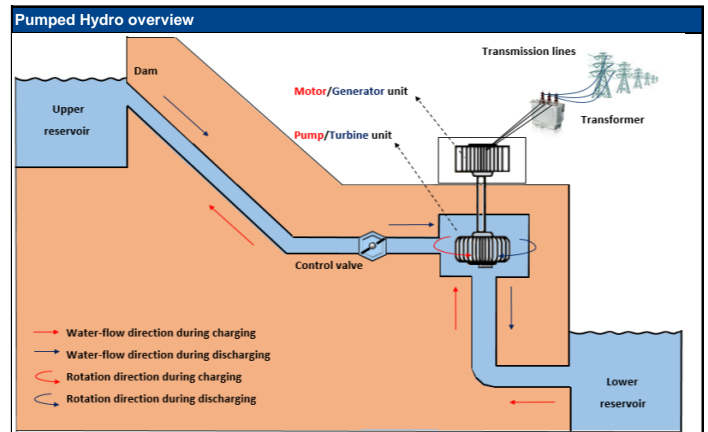 Pumped Hydro overview
Transmission lines
Dam
Motor/Generator unit
Upper
reservoir
Transformer
Pump/Turbine unit
Control valve
Water-flow direction during charging
Water-flow direction during discharging
Rotation direction during charging
Rotation direction during discharging
Lower
reservoir